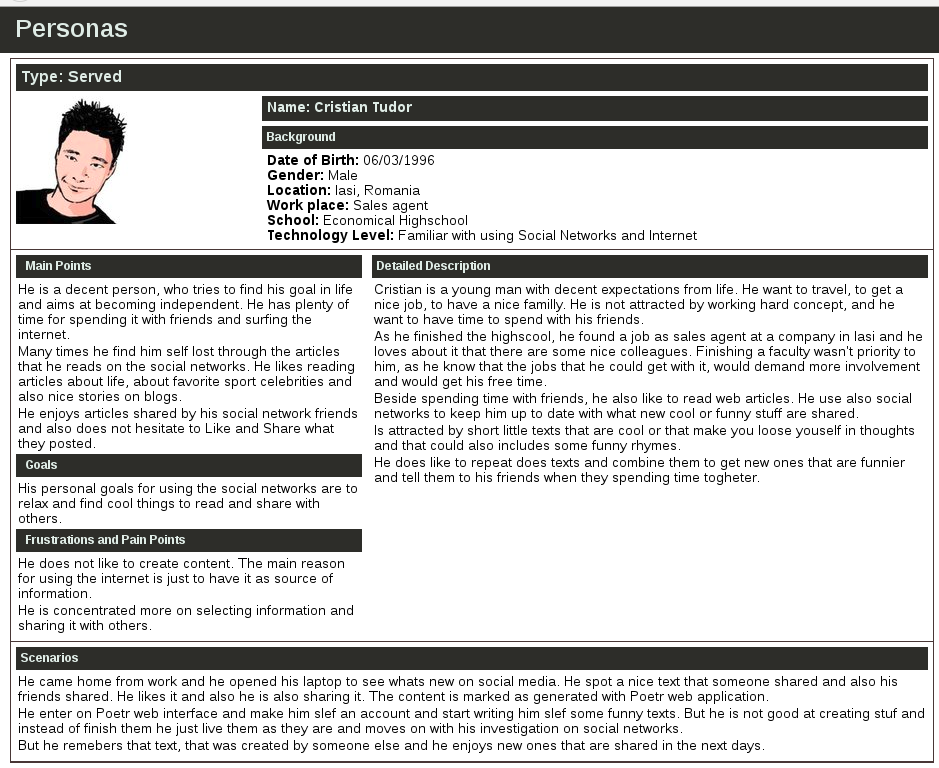 Personas
Type: Served
Name: Cristian Tudor
Background
Date of Birth: 06/03/1996
Gender: Male
Location: Iasi, Romania
Work place: Sales agent
School: Economical Highschool
Technology Level: Familiar with using Social Networks and Internet
Main Points
He is a decent person, who tries to find his goal in life
and aims at becoming independent. He has plenty of
time for spending it with friends and surfing the
internet.
Many times he find him self lost through the articles
that he reads on the social networks. He likes reading
articles about life, about favorite sport celebrities and
also nice stories on blogs.
He enjoys articles shared by his social network friends
and also does not hesitate to Like and Share what
they posted.
Goals
His personal goals for using the social networks are to
relax and find cool things to read and share with
others.
Frustrations and Pain Points
He does not like to create content. The main reason
for using the internet is just to have it as source of
information.
He is concentrated more on selecting information and
sharing it with others.
Detailed Description
Cristian is a young man with decent expectations from life. He want to travel, to get a
nice job, to have a nice familly. He is not attracted by working hard concept, and he
want to have time to spend with his friends.
As he finished the highscool, he found a job as sales agent at a company in Iasi and he
loves about it that there are some nice colleagues. Finishing a faculty wasn't priority to
him, as he know that the jobs that he could get with it, would demand more involvement
and would get his free time.
Beside spending time with friends, he also like to read web articles. He use also social
networks to keep him up to date with what new cool or funny stuff are shared.
Is attracted by short little texts that are cool or that make you loose youself in thoughts
and that could also includes some funny rhymes.
He does like to repeat does texts and combine them to get new ones that are funnier
and tell them to his friends when they spending time togheter.
Scenarios
He came home from work and he opened his laptop to see whats new on social media. He spot a nice text that someone shared and also his
friends shared. He likes it and also he is also sharing it. The content is marked as generated with Poetr web application.
He enter on Poetr web interface and make him slef an account and start writing him slef some funny texts. But he is not good at creating stuf and
instead of finish them he just live them as they are and moves on with his investigation on social networks.
But he remebers that text, that was created by someone else and he enjoys new ones that are shared in the next days.